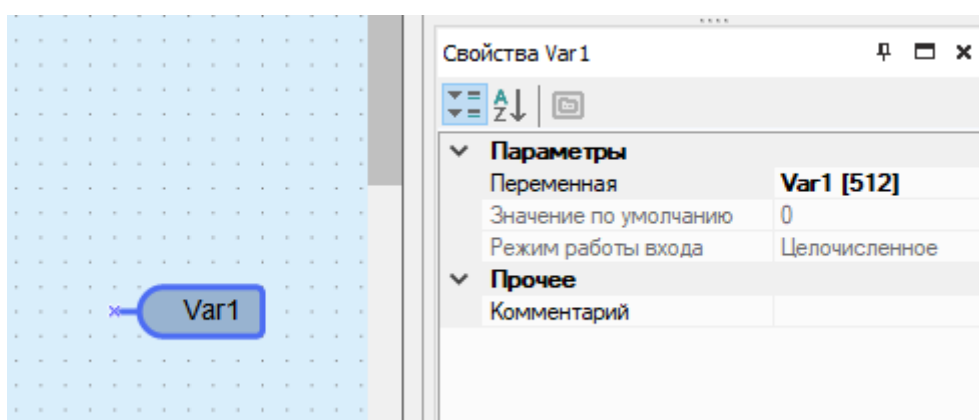 Свойства Var1
Параметры
Переменная Var1 [512]
Значение по умолчанию 0
Режим работы входа Целочисленное
Var1
Прочее
Комментарий